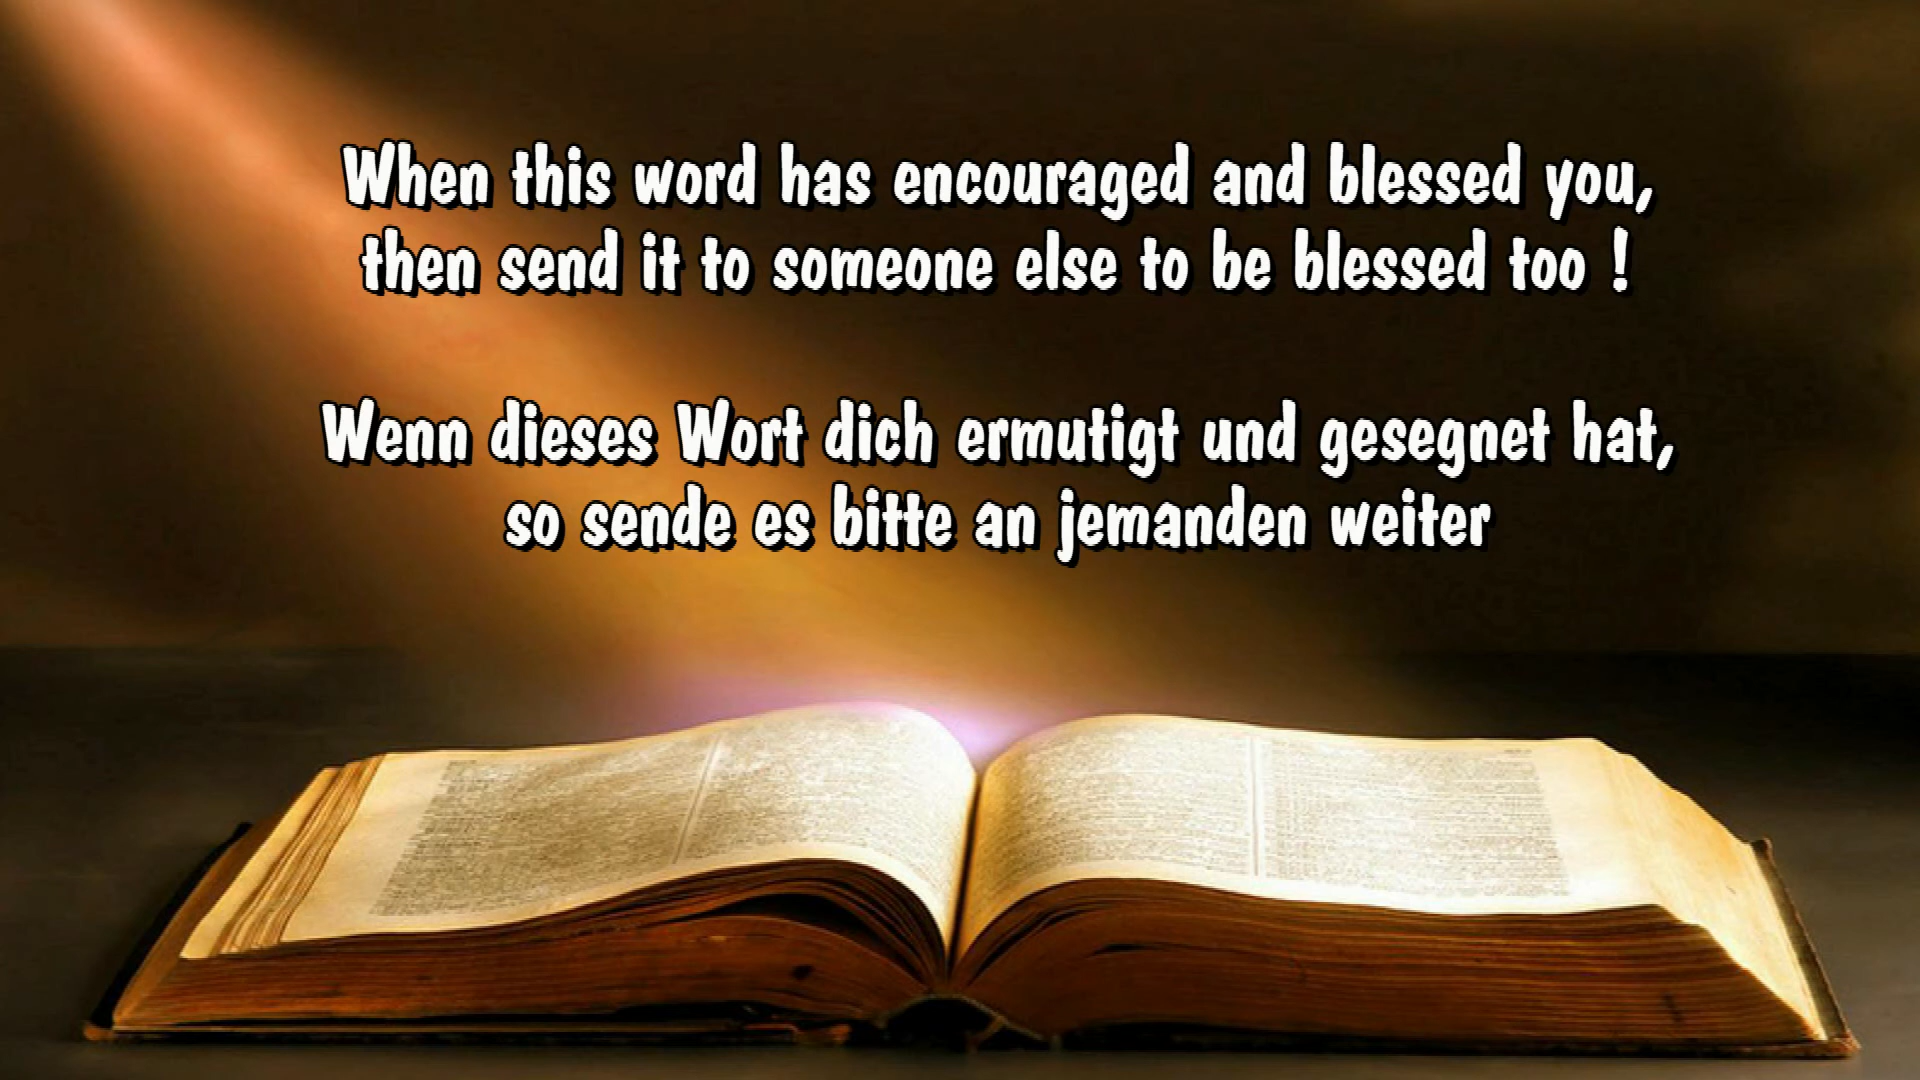 When this word has encouraged and blessed you,
then send it to someone else to be blessed too !
Wenn dieses Wort dich ermutigt und gesegnet hat,
so sende es bitte an jemanden weiter